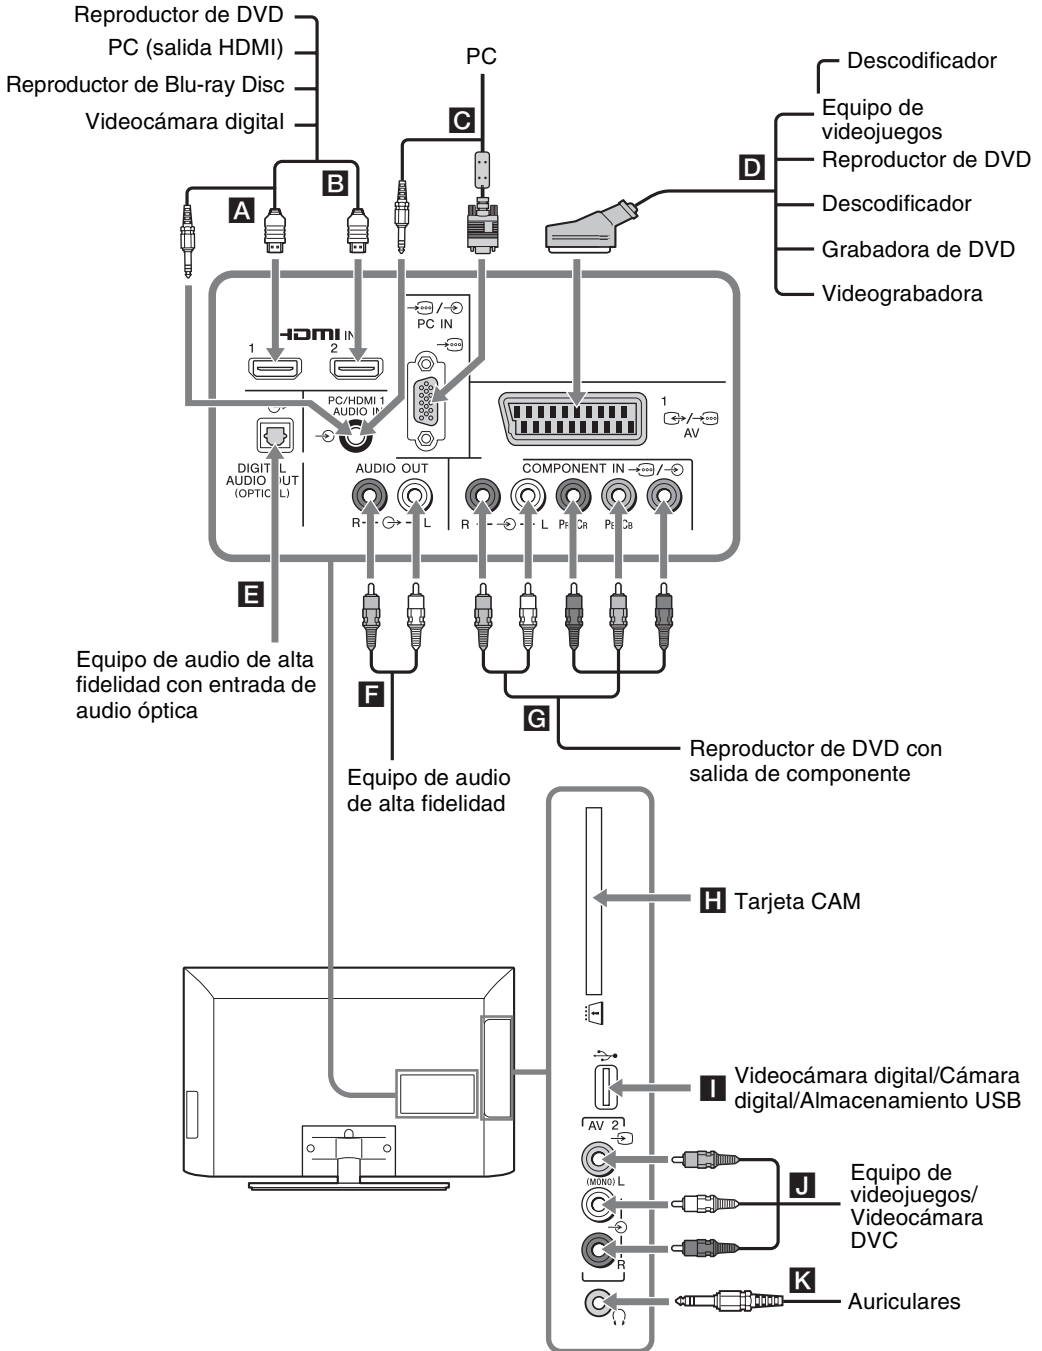 Reproductor de DVD
PC (salida HDMI)
Reproductor de Blu-ray Disc
Videocámara digital
PC
Descodificador
Equipo de
videojuegos
Reproductor de DVD
Descodificador
Grabadora de DVD
Videograbadora
A
B
C
D
HDMI IN
1
2
PC IN
PC/HDMI 1
AUDIO IN
1
AV
DIGITAL
AUDIO OUT
(OPTICAL)
AUDIO OUT
R
L
COMPONENT IN
R
L
PR/CR
PB/CB
E
Equipo de audio de alta
fidelidad con entrada de
audio óptica
F
Equipo de audio
de alta fidelidad
G
Reproductor de DVD con
salida de componente
H Tarjeta CAM
I Videocámara digital/Cámara
digital/Almacenamiento USB
AV 2
(MONO) L
R
J
Equipo de
videojuegos/
Videocámara
DVC
K
Auriculares